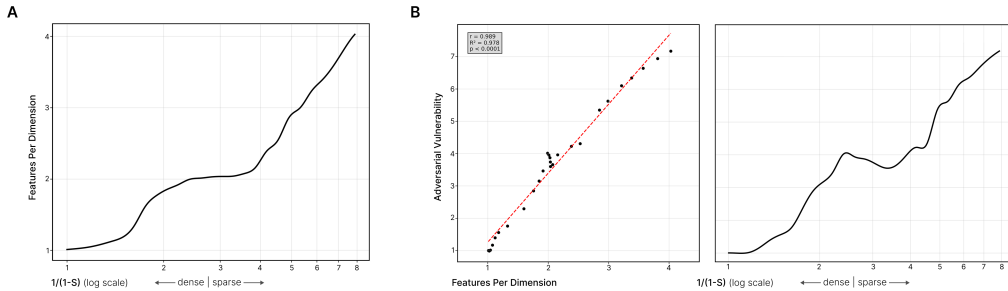 A
Features Per Dimension
4
3
2
1
1 2 3 4 5 6 7 8
1/(1-S) (log scale)
dense | sparse
B
Adversarial Vulnerability
r = 0.989
R² = 0.978
p < 0.0001
7
6
5
4
3
2
1
1 2 3 4
Features Per Dimension
1 2 3 4 5 6 7 8
1/(1-S) (log scale)
dense | sparse